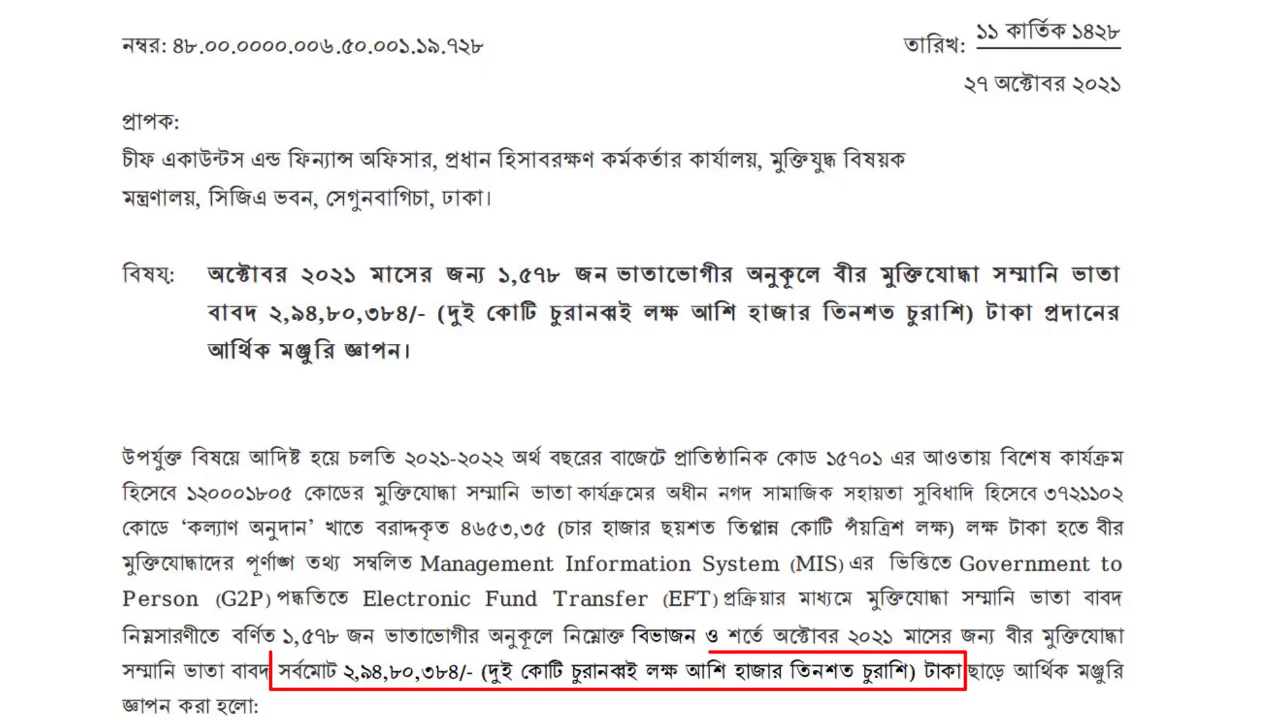 নম্বর: ৪৮.০০.০০০০.০০৬.৫০.০০১.১৯.৭২৮
তারিখ: ১১ কার্তিক ১৪২৮
২৭ অক্টোবর ২০২১
প্রাপক:
চীফ একাউন্টস এন্ড ফিন্যান্স অফিসার, প্রধান হিসাবরক্ষণ কর্মকর্তার কার্যালয়, মুক্তিযুদ্ধ বিষয়ক
মন্ত্রণালয়, সিজিএ ভবন, সেগুনবাগিচা, ঢাকা।
বিষয়: অক্টোবর ২০২১ মাসের জন্য ১,৫৭৮ জন ভাতাভোগীর অনুকূলে বীর মুক্তিযোদ্ধা সম্মানি ভাতা
বাবদ ২,৯৪,৮০,৩৮৪/- (দুই কোটি চুরানব্বই লক্ষ আশি হাজার তিনশত চুরাশি) টাকা প্রদানের
আর্থিক মঞ্জুরি জ্ঞাপন।
উপর্যুক্ত বিষয়ে আদিষ্ট হয়ে চলতি ২০২১-২০২২ অর্থ বছরের বাজেটে প্রাতিষ্ঠানিক কোড ১৫৭০১ এর আওতায় বিশেষ কার্যক্রম
হিসেবে ১২০০০১৮০৫ কোডের মুক্তিযোদ্ধা সম্মানি ভাতা কার্যক্রমের অধীন নগদ সামাজিক সহায়তা সুবিধাদি হিসেবে ৩৭২১১০২
কোডে ‘কল্যাণ অনুদান’ খাতে বরাদ্দকৃত ৪৬৫৩,৩৫ (চার হাজার ছয়শত তিপ্পান্ন কোটি পঁয়ত্রিশ লক্ষ) লক্ষ টাকা হতে বীর
মুক্তিযোদ্ধাদের পূর্ণাঙ্গ তথ্য সম্বলিত Management Information System (MIS) এর ভিত্তিতে Government to
Person (G2P) পদ্ধতিতে Electronic Fund Transfer (EFT) প্রক্রিয়ার মাধ্যমে মুক্তিযোদ্ধা সম্মানি ভাতা বাবদ
নিম্নসারণীতে বর্ণিত ১,৫৭৮ জন ভাতাভোগীর অনুকূলে নিম্নোক্ত বিভাজন ও শর্তে অক্টোবর ২০২১ মাসের জন্য বীর মুক্তিযোদ্ধা
সম্মানি ভাতা বাবদ সর্বমোট ২,৯৪,৮০,৩৮৪/- (দুই কোটি চুরানব্বই লক্ষ আশি হাজার তিনশত চুরাশি) টাকা ছাড়ে আর্থিক মঞ্জুরি
জ্ঞাপন করা হলো: